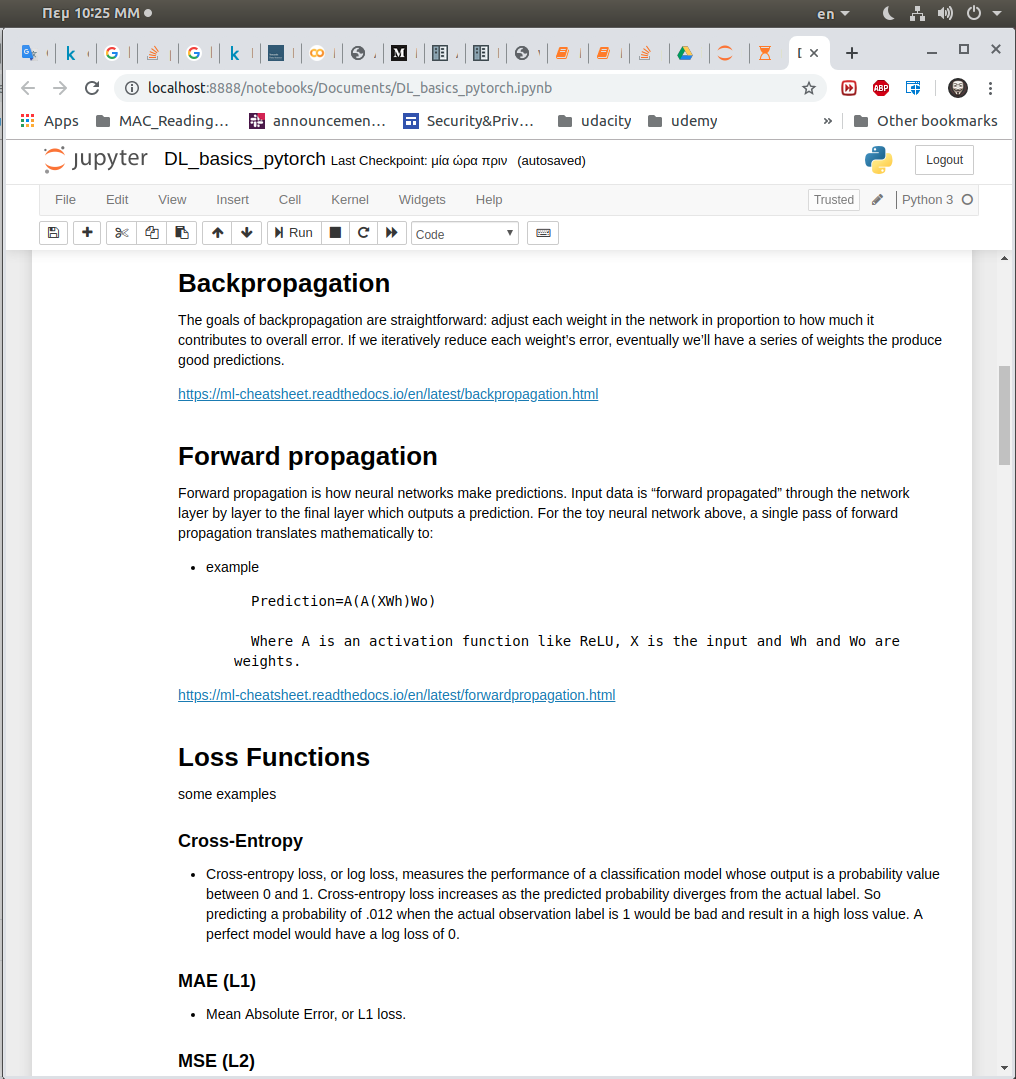 Πεμ 10:25 ΜΜ
en
localhost:8888/notebooks/Documents/DL_basics_pytorch.ipynb
ABP
Apps
MAC_Reading...
announcemen...
Security&Priv...
udacity
udemy
»
Other bookmarks
jupyter DL_basics_pytorch Last Checkpoint: μία ώρα πριν (autosaved)
Logout
File Edit View Insert Cell Kernel Widgets Help
Trusted
Python 3
Run
Code
Backpropagation
The goals of backpropagation are straightforward: adjust each weight in the network in proportion to how much it
contributes to overall error. If we iteratively reduce each weight’s error, eventually we’ll have a series of weights the produce
good predictions.
https://ml-cheatsheet.readthedocs.io/en/latest/backpropagation.html
Forward propagation
Forward propagation is how neural networks make predictions. Input data is “forward propagated” through the network
layer by layer to the final layer which outputs a prediction. For the toy neural network above, a single pass of forward
propagation translates mathematically to:
• example
Prediction=A(A(XWh)Wo)
Where A is an activation function like ReLU, X is the input and Wh and Wo are
weights.
https://ml-cheatsheet.readthedocs.io/en/latest/forwardpropagation.html
Loss Functions
some examples
Cross-Entropy
• Cross-entropy loss, or log loss, measures the performance of a classification model whose output is a probability value
between 0 and 1. Cross-entropy loss increases as the predicted probability diverges from the actual label. So
predicting a probability of .012 when the actual observation label is 1 would be bad and result in a high loss value. A
perfect model would have a log loss of 0.
MAE (L1)
• Mean Absolute Error, or L1 loss.
MSE (L2)